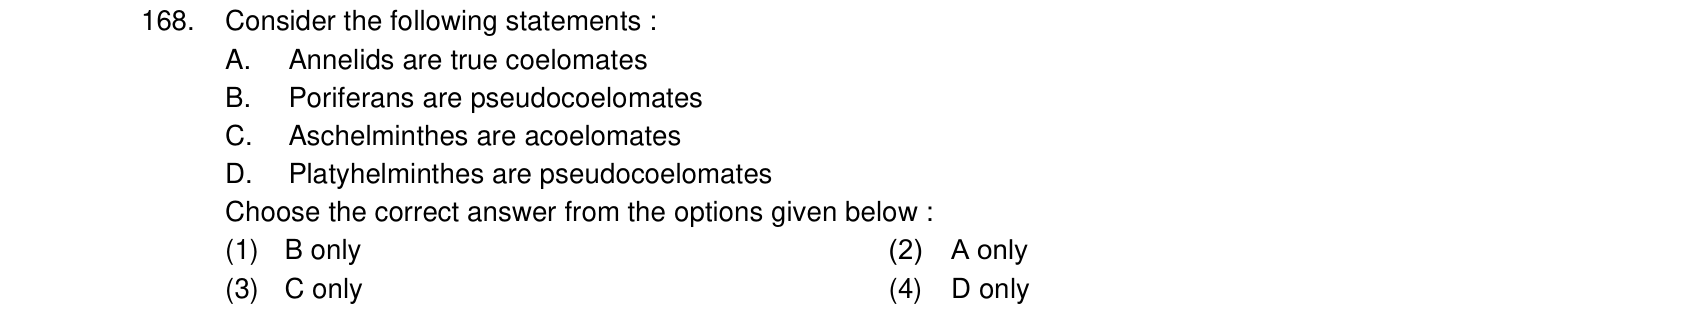 168. Consider the following statements :
A. Annelids are true coelomates
B. Poriferans are pseudocoelomates
C. Aschelminthes are acoelomates
D. Platyhelminthes are pseudocoelomates
Choose the correct answer from the options given below :
(1) B only (2) A only
(3) C only (4) D only